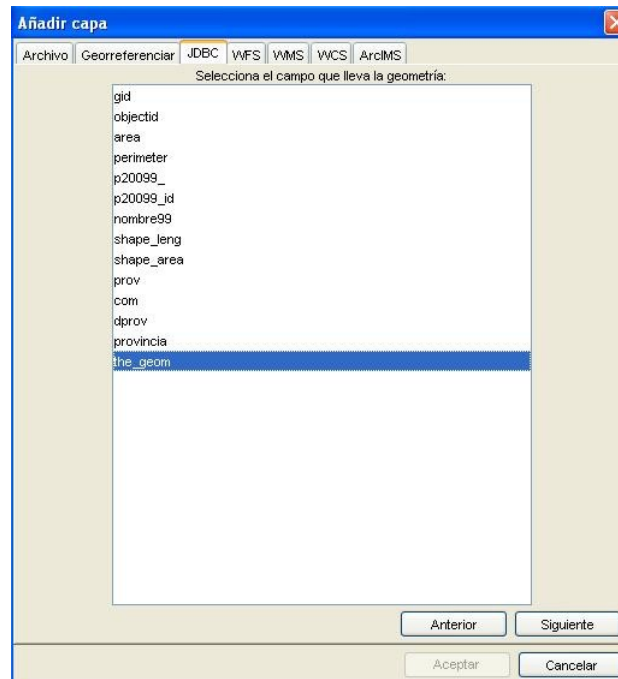 Añadir capa
Archivo Georreferenciar JDBC WFS WMS WCS ArcIMS
Selecciona el campo que lleva la geometría:
gid
objectid
area
perimeter
p20099_
p20099_id
nombre99
shape_leng
shape_area
prov
com
dprov
provincia
the_geom
Anterior Siguiente
Aceptar Cancelar